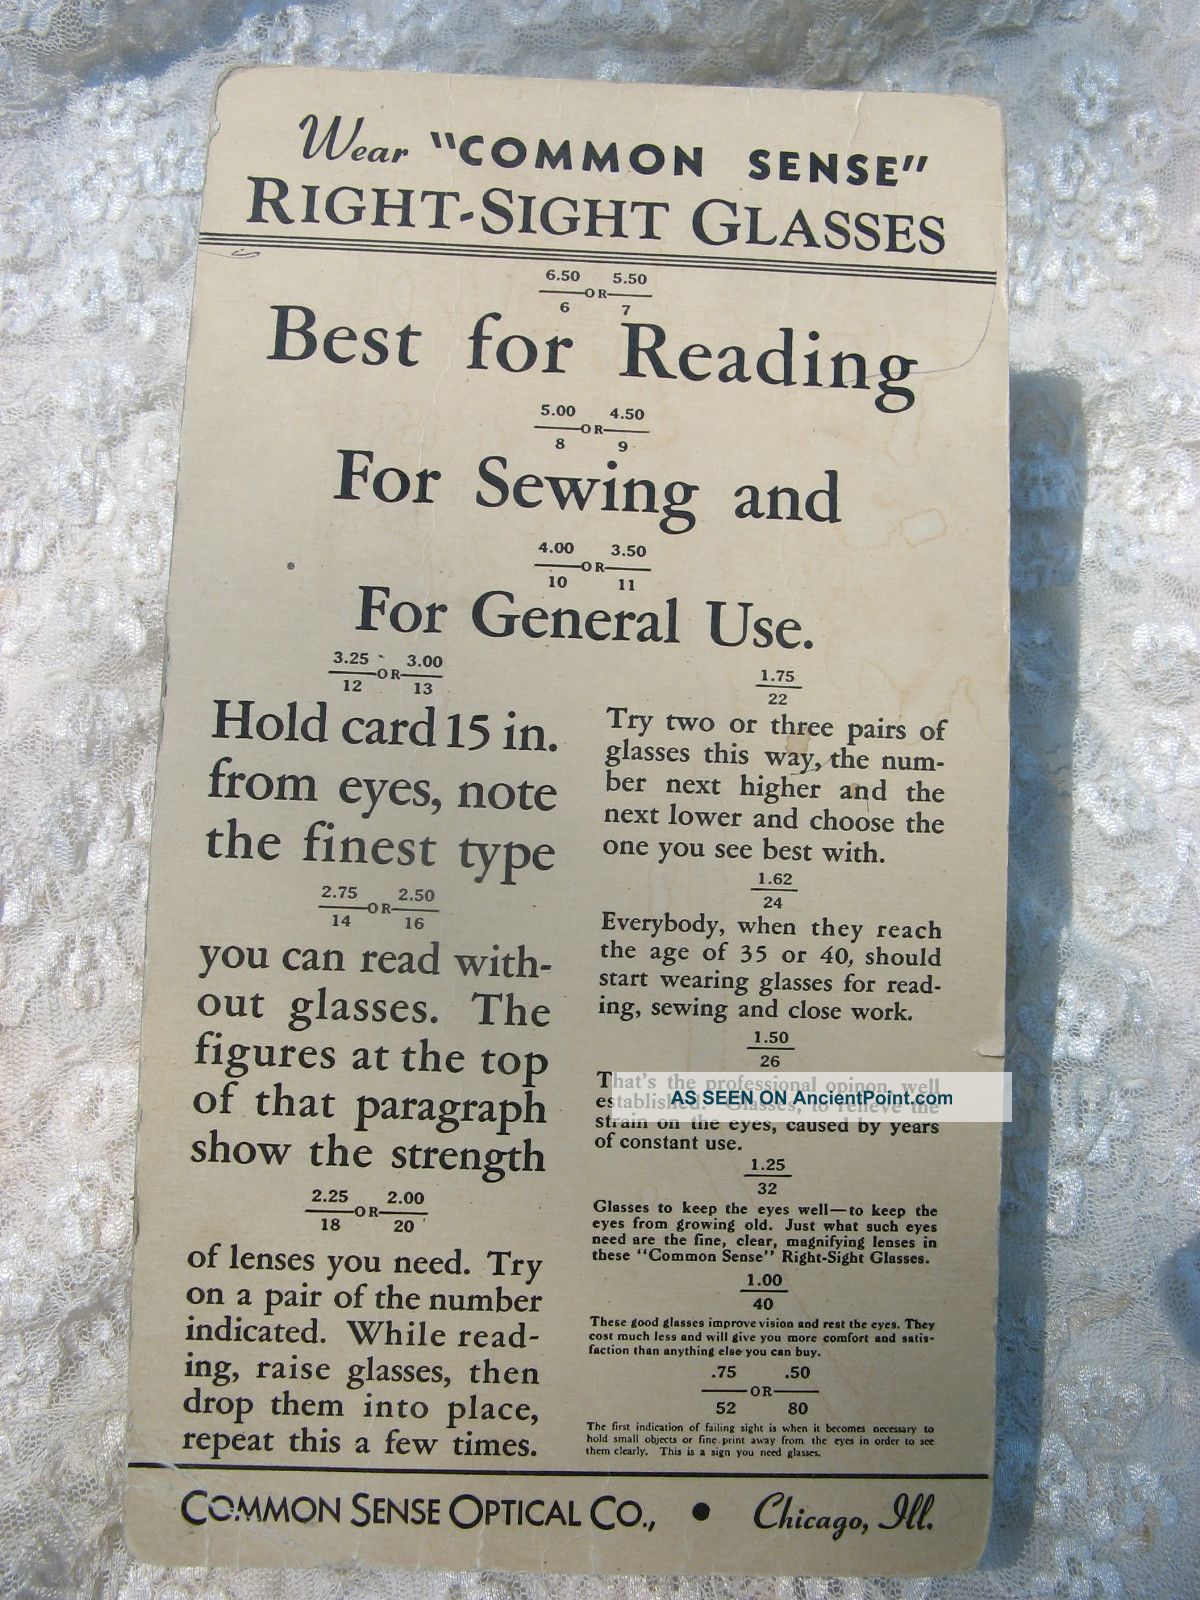 Wear "COMMON SENSE"
RIGHT-SIGHT GLASSES
6.50 OR 5.50
6 7
Best for Reading
5.00 OR 4.50
8 9
For Sewing and
4.00 OR 3.50
10 11
For General Use.
3.25 OR 3.00
12 13
Hold card 15 in.
from eyes, note
the finest type
2.75 OR 2.50
14 16
you can read with-
out glasses. The
figures at the top
of that paragraph
show the strength
2.25 OR 2.00
18 20
of lenses you need. Try
on a pair of the number
indicated. While read-
ing, raise glasses, then
drop them into place,
repeat this a few times.
1.75
22
Try two or three pairs of
glasses this way, the num-
ber next higher and the
next lower and choose the
one you see best with.
1.62
24
Everybody, when they reach
the age of 35 or 40, should
start wearing glasses for read-
ing, sewing and close work.
1.50
26
That's the professional opinon, well
established. Glasses, to relieve the
strain on the eyes, caused by years
of constant use.
1.25
32
Glasses to keep the eyes well—to keep the
eyes from growing old. Just what such eyes
need are the fine, clear, magnifying lenses in
these "Common Sense" Right-Sight Glasses.
1.00
40
These good glasses improve vision and rest the eyes. They
cost much less and will give you more comfort and satis-
faction than anything else you can buy.
.75 OR .50
52 80
The first indication of failing sight is when it becomes necessary to
hold small objects or fine print away from the eyes in order to see
them clearly. This is a sign you need glasses.
COMMON SENSE OPTICAL CO., • Chicago, Ill.
AS SEEN ON AncientPoint.com